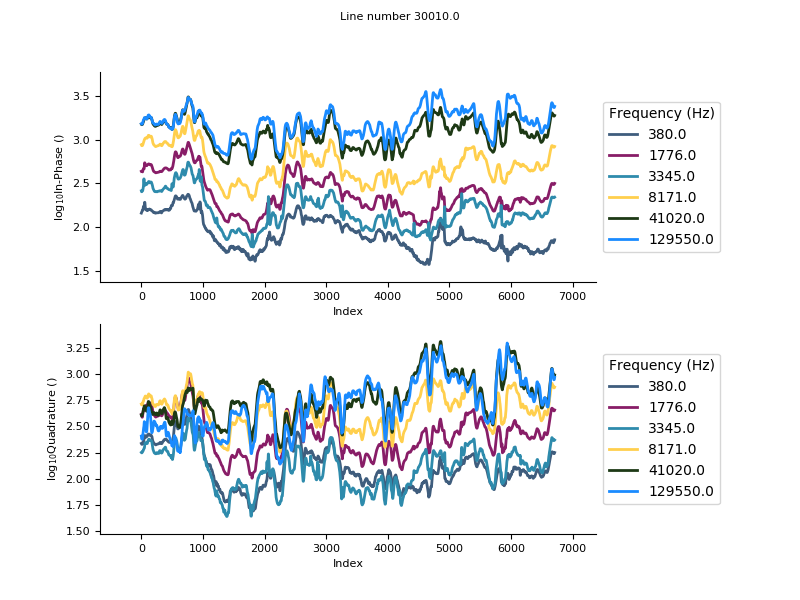 Line number 30010.0
log10In-Phase ()
3.5
3.0
2.5
2.0
1.5
0 1000 2000 3000 4000 5000 6000 7000
Index
Frequency (Hz)
380.0
1776.0
3345.0
8171.0
41020.0
129550.0
log10Quadrature ()
3.25
3.00
2.75
2.50
2.25
2.00
1.75
1.50
0 1000 2000 3000 4000 5000 6000 7000
Index
Frequency (Hz)
380.0
1776.0
3345.0
8171.0
41020.0
129550.0